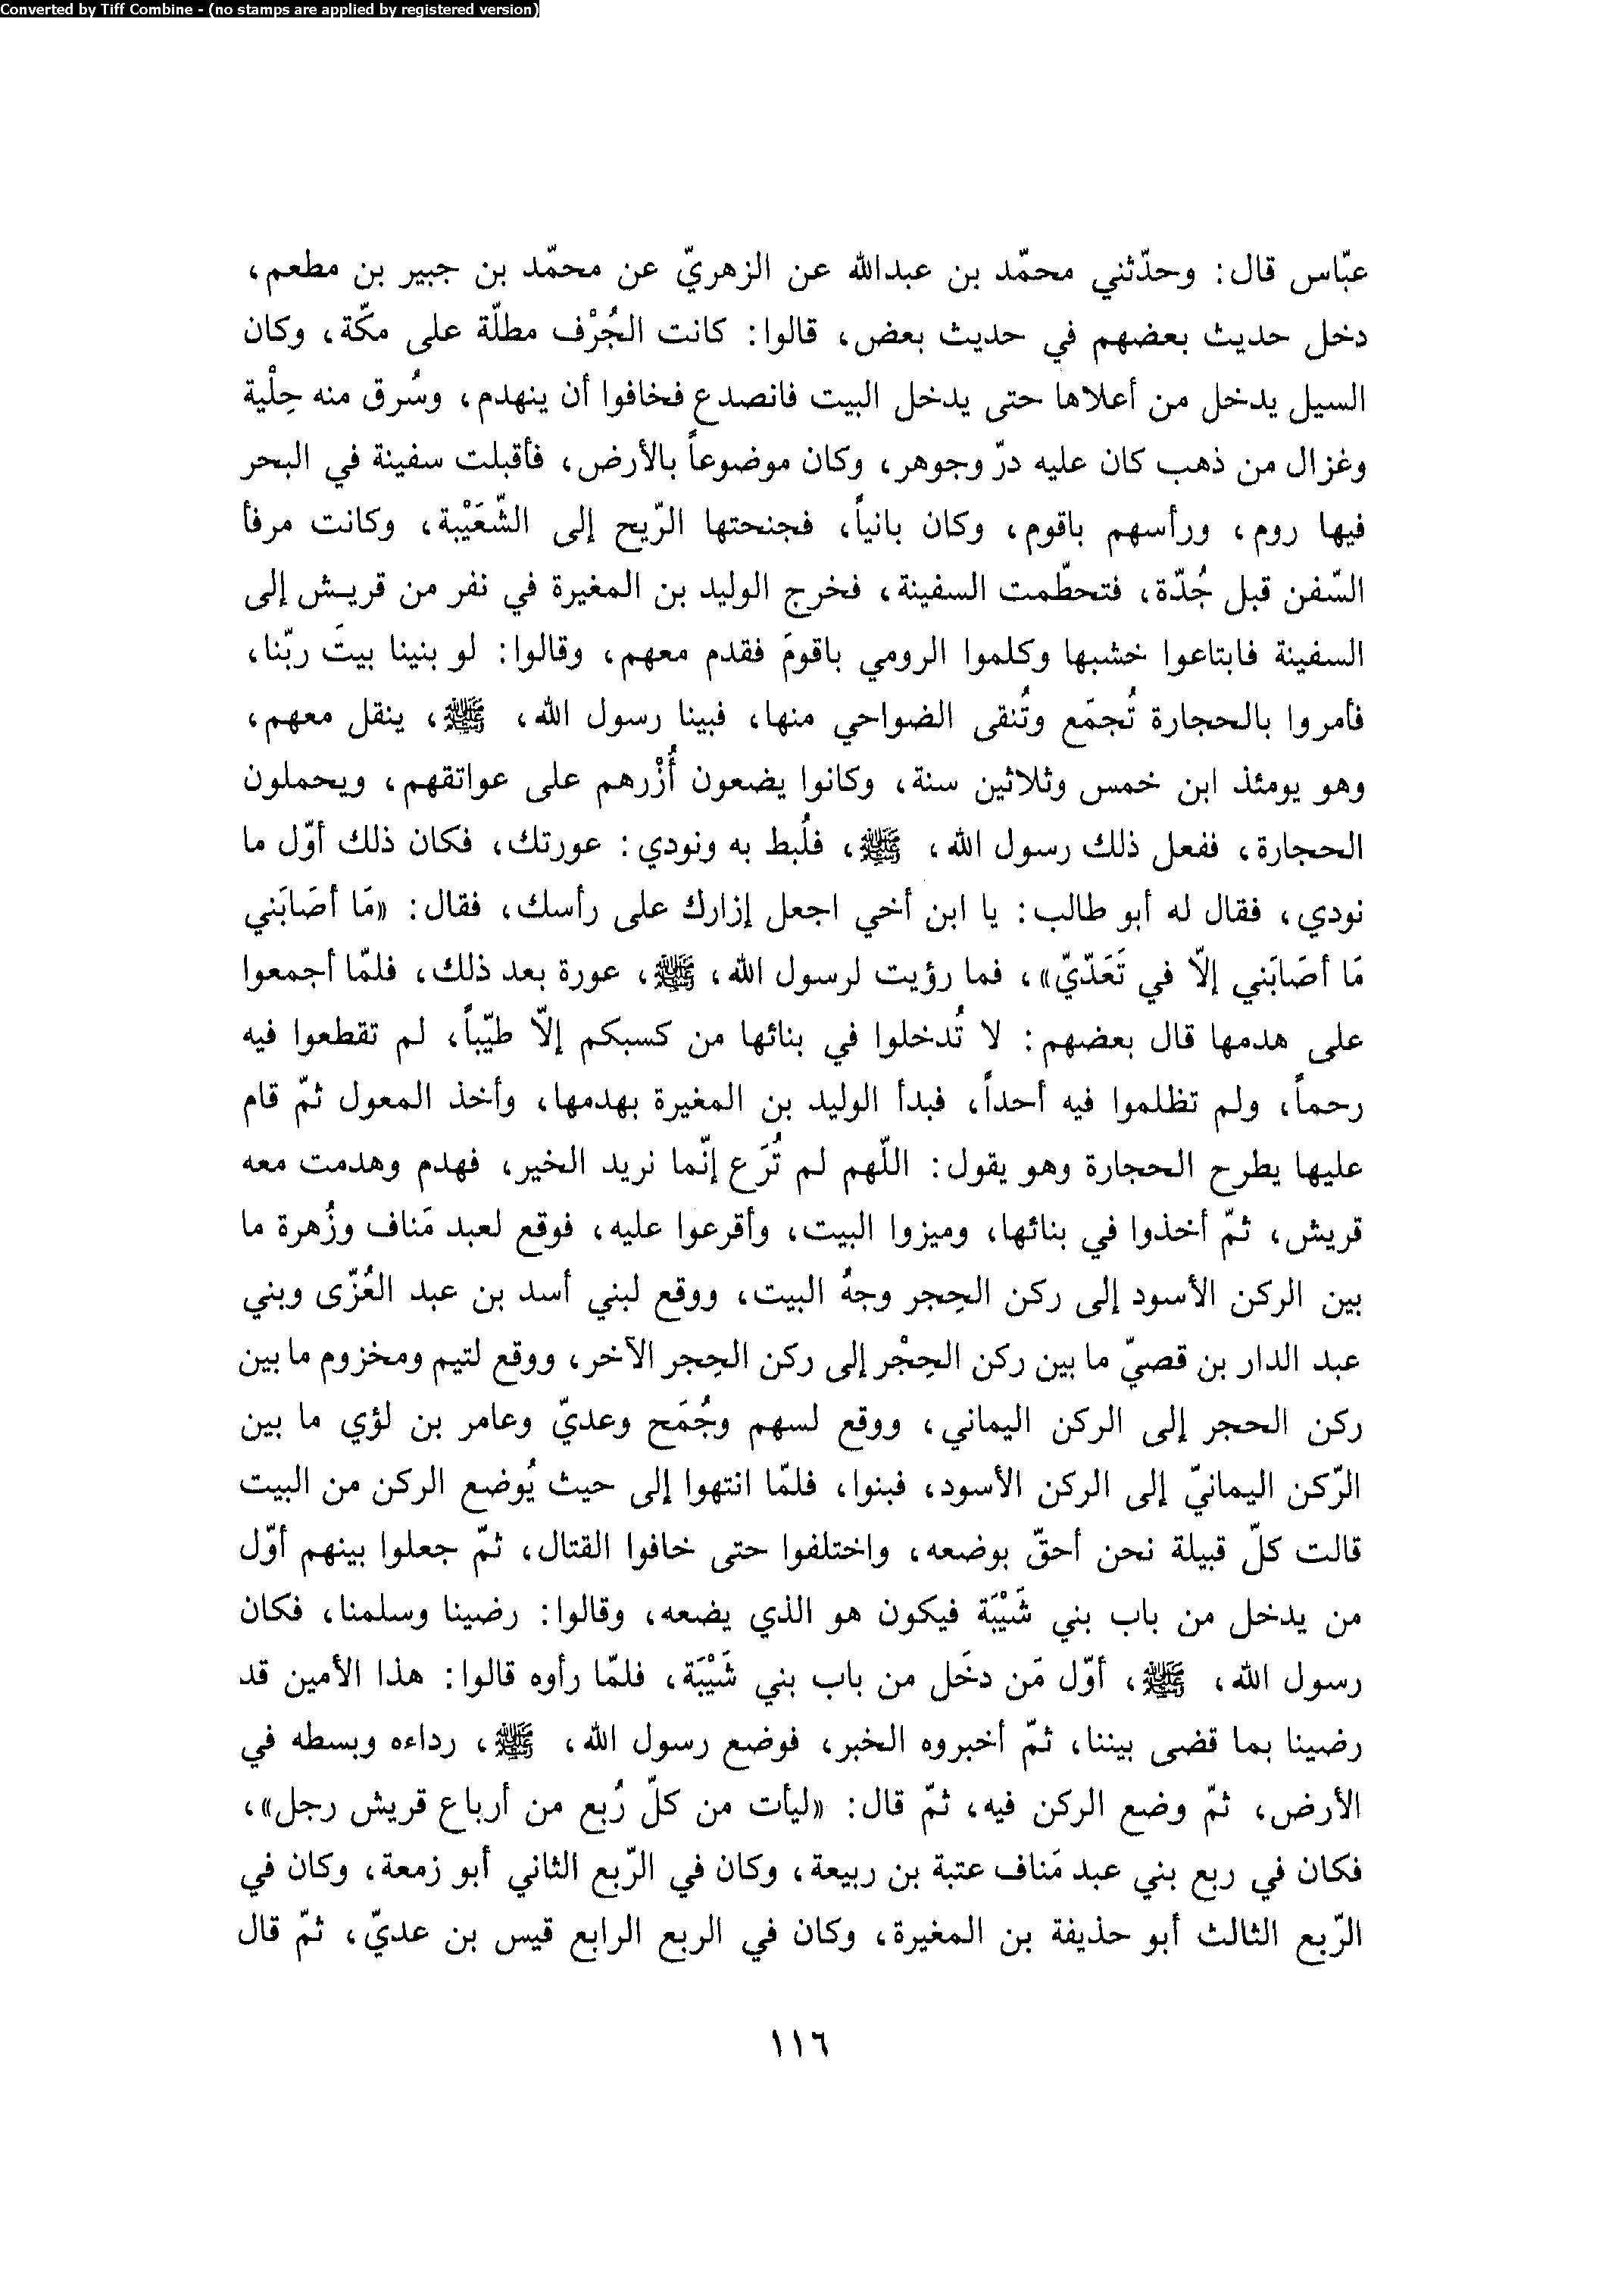 Converted by Tiff Combine - (no stamps are applied by registered version)
عبّاس قال: وحدّثني محمّد بن عبدالله عن الزهريّ عن محمّد بن جبير بن مطعم،
دخل حديث بعضهم في حديث بعض، قالوا: كانت الجُرْف مطلّة على مكّة، وكان
السيل يدخل من أعلاها حتى يدخل البيت فانصدع فخافوا أن ينهدم، وسُرق منه حِلْية
وغزال من ذهب كان عليه درّ وجوهر، وكان موضوعاً بالأرض، فأقبلت سفينة في البحر
فيها روم، ورأسهم باقوم، وكان بانياً، فجنحتها الرّيح إلى الشّعَيْبة، وكانت مرفأ
السّفن قبل جُدّة، فتحطّمت السفينة، فخرج الوليد بن المغيرة في نفر من قريش إلى
السفينة فابتاعوا خشبها وكلموا الرومي باقومَ فقدم معهم، وقالوا: لو بنينا بيتَ ربّنا،
فأمروا بالحجارة تُجمَع وتُنقى الضواحي منها، فبينا رسول الله، ﷺ، ينقل معهم،
وهو يومئذ ابن خمس وثلاثين سنة، وكانوا يضعون أُزْرهم على عواتقهم، ويحملون
الحجارة، ففعل ذلك رسول الله، ﷺ، فلُبط به ونودي: عورتك، فكان ذلك أوّل ما
نودي، فقال له أبو طالب: يا ابن أخي اجعل إزارك على رأسك، فقال: «مَا أصَابَني
مَا أصَابَني إلاّ في تَعَدّيّ»، فما رؤيت لرسول الله، ﷺ، عورة بعد ذلك، فلمّا أجمعوا
على هدمها قال بعضهم: لا تُدخلوا في بنائها من كسبكم إلاّ طيّباً، لم تقطعوا فيه
رحماً، ولم تظلموا فيه أحداً، فبدأ الوليد بن المغيرة بهدمها، وأخذ المعول ثمّ قام
عليها يطرح الحجارة وهو يقول: اللّهم لم تُرَع إنّما نريد الخير، فهدم وهدمت معه
قريش، ثمّ أخذوا في بنائها، وميزوا البيت، وأقرعوا عليه، فوقع لعبد مَناف وزُهرة ما
بين الركن الأسود إلى ركن الحِجر وجهُ البيت، ووقع لبني أسد بن عبد العُزّى وبني
عبد الدار بن قصيّ ما بين ركن الحِجْر إلى ركن الحِجر الآخر، ووقع لتيم ومخزوم ما بين
ركن الحجر إلى الركن اليماني، ووقع لسهم وجُمَح وعديّ وعامر بن لؤي ما بين
الرّكن اليمانيّ إلى الركن الأسود، فبنوا، فلمّا انتهوا إلى حيث يُوضع الركن من البيت
قالت كلّ قبيلة نحن أحقّ بوضعه، واختلفوا حتى خافوا القتال، ثمّ جعلوا بينهم أوّل
من يدخل من باب بني شَيْبَة فيكون هو الذي يضعه، وقالوا: رضينا وسلمنا، فكان
رسول الله، ﷺ، أوّل مَن دخَل من باب بني شَيْبَة، فلمّا رأوه قالوا: هذا الأمين قد
رضينا بما قضى بيننا، ثمّ أخبروه الخبر، فوضع رسول الله، ﷺ، رداءه وبسطه في
الأرض، ثمّ وضع الركن فيه، ثمّ قال: «ليأت من كلّ رُبع من أرباع قريش رجل»،
فكان في ربع بني عبد مَناف عتبة بن ربيعة، وكان في الرّبع الثاني أبو زمعة، وكان في
الرّبع الثالث أبو حذيفة بن المغيرة، وكان في الربع الرابع قيس بن عديّ، ثمّ قال
١١٦